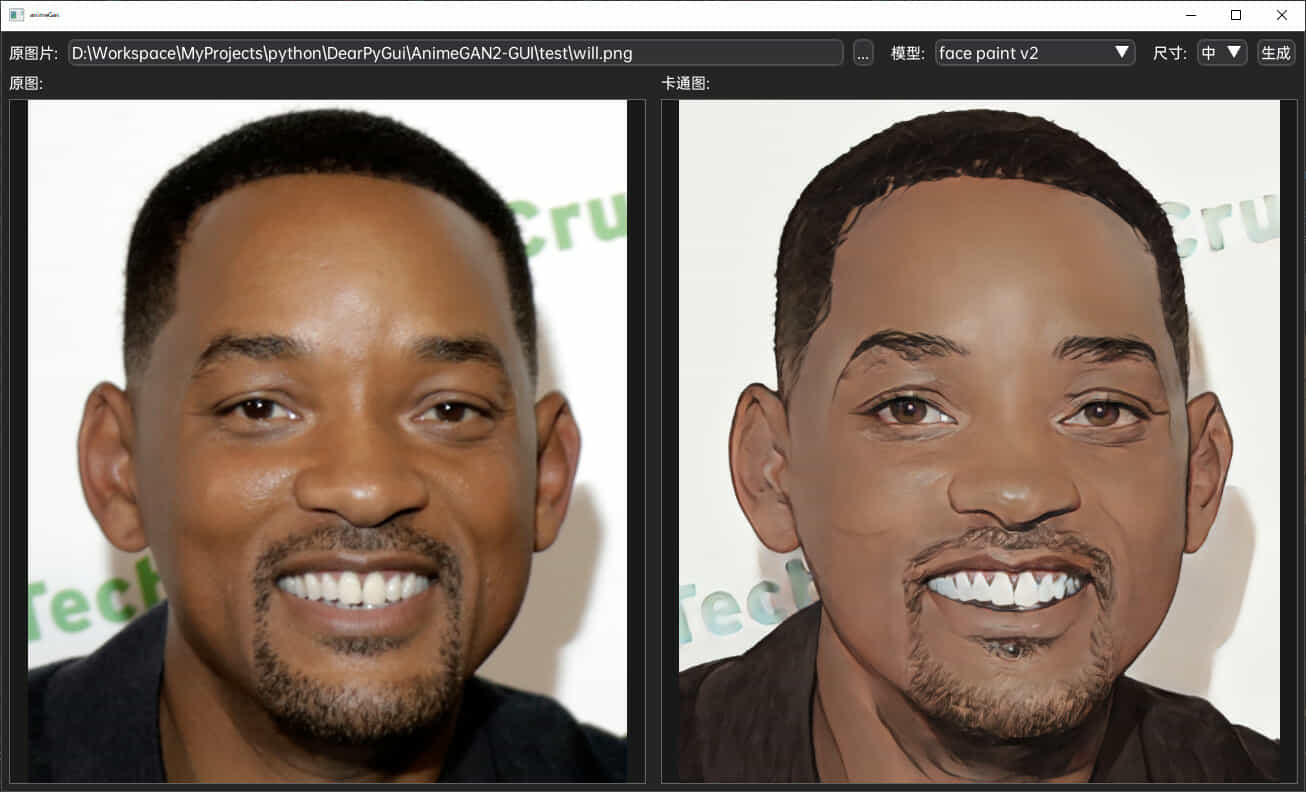 animeGan
原图片: D:\Workspace\MyProjects\python\DearPyGui\AnimeGAN2-GUI\test\will.png ... 模型: face paint v2 尺寸: 中 生成
原图: 卡通图:
Cru Cru
Tech Tech